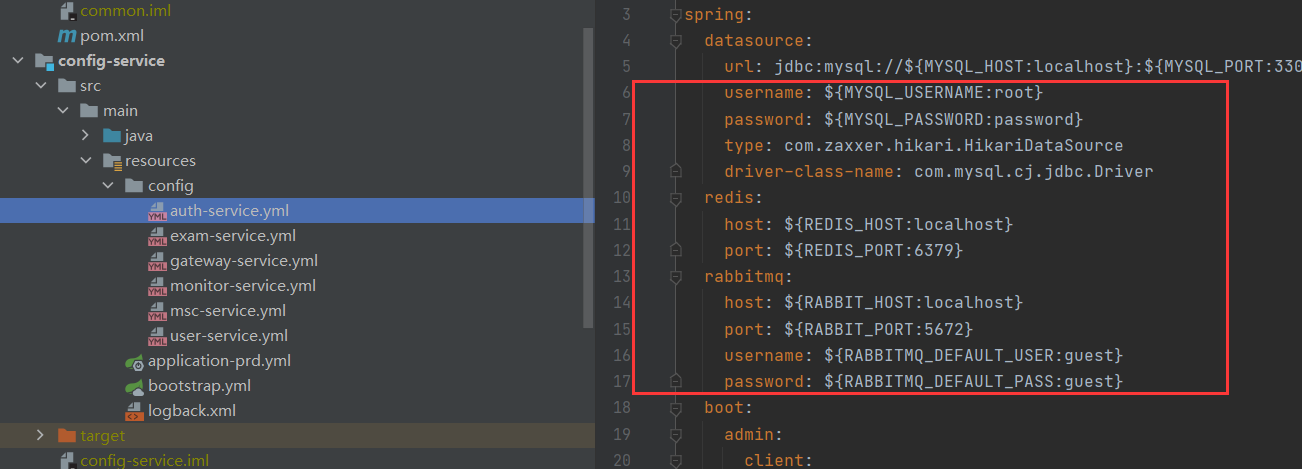 common.iml
pom.xml
config-service
src
main
java
resources
config
auth-service.yml
exam-service.yml
gateway-service.yml
monitor-service.yml
msc-service.yml
user-service.yml
application-prd.yml
bootstrap.yml
logback.xml
target
config-service.iml
3 spring:
4 datasource:
5 url: jdbc:mysql://${MYSQL_HOST:localhost}:${MYSQL_PORT:330
6 username: ${MYSQL_USERNAME:root}
7 password: ${MYSQL_PASSWORD:password}
8 type: com.zaxxer.hikari.HikariDataSource
9 driver-class-name: com.mysql.cj.jdbc.Driver
10 redis:
11 host: ${REDIS_HOST:localhost}
12 port: ${REDIS_PORT:6379}
13 rabbitmq:
14 host: ${RABBIT_HOST:localhost}
15 port: ${RABBIT_PORT:5672}
16 username: ${RABBITMQ_DEFAULT_USER:guest}
17 password: ${RABBITMQ_DEFAULT_PASS:guest}
18 boot:
19 admin:
20 client: